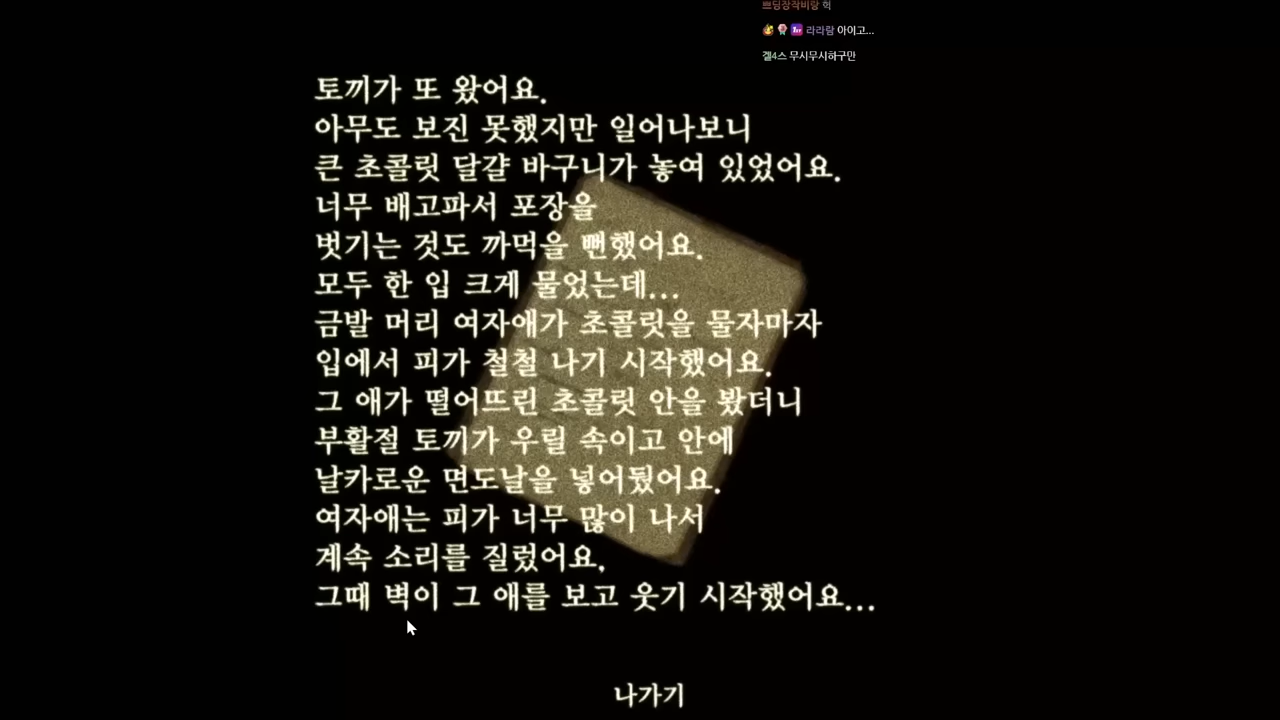 쁘딩장작비랑 헉
라라람 아이고...
겔4스 무시무시하구만
토끼가 또 왔어요.
아무도 보진 못했지만 일어나보니
큰 초콜릿 달걀 바구니가 놓여 있었어요.
너무 배고파서 포장을
벗기는 것도 까먹을 뻔했어요.
모두 한 입 크게 물었는데...
금발 머리 여자애가 초콜릿을 물자마자
입에서 피가 철철 나기 시작했어요.
그 애가 떨어뜨린 초콜릿 안을 봤더니
부활절 토끼가 우릴 속이고 안에
날카로운 면도날을 넣어뒀어요.
여자애는 피가 너무 많이 나서
계속 소리를 질렀어요,
그때 벽이 그 애를 보고 웃기 시작했어요...
나가기